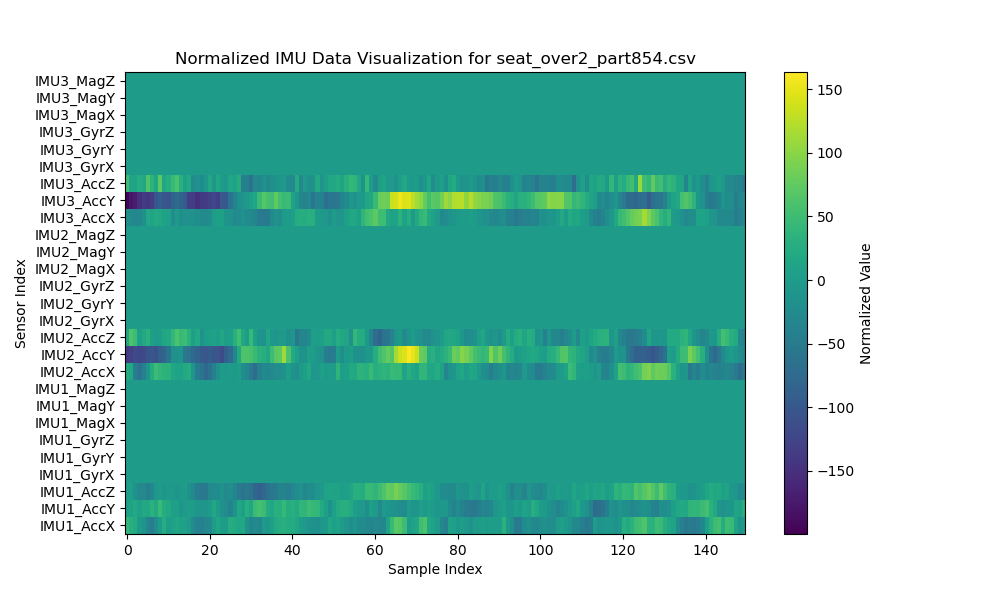 Normalized IMU Data Visualization for seat_over2_part854.csv
IMU3_MagZ
IMU3_MagY
IMU3_MagX
IMU3_GyrZ
IMU3_GyrY
IMU3_GyrX
IMU3_AccZ
IMU3_AccY
IMU3_AccX
IMU2_MagZ
IMU2_MagY
IMU2_MagX
IMU2_GyrZ
IMU2_GyrY
IMU2_GyrX
IMU2_AccZ
IMU2_AccY
IMU2_AccX
IMU1_MagZ
IMU1_MagY
IMU1_MagX
IMU1_GyrZ
IMU1_GyrY
IMU1_GyrX
IMU1_AccZ
IMU1_AccY
IMU1_AccX
Sensor Index
0 20 40 60 80 100 120 140
Sample Index
150
100
50
0
−50
−100
−150
Normalized Value